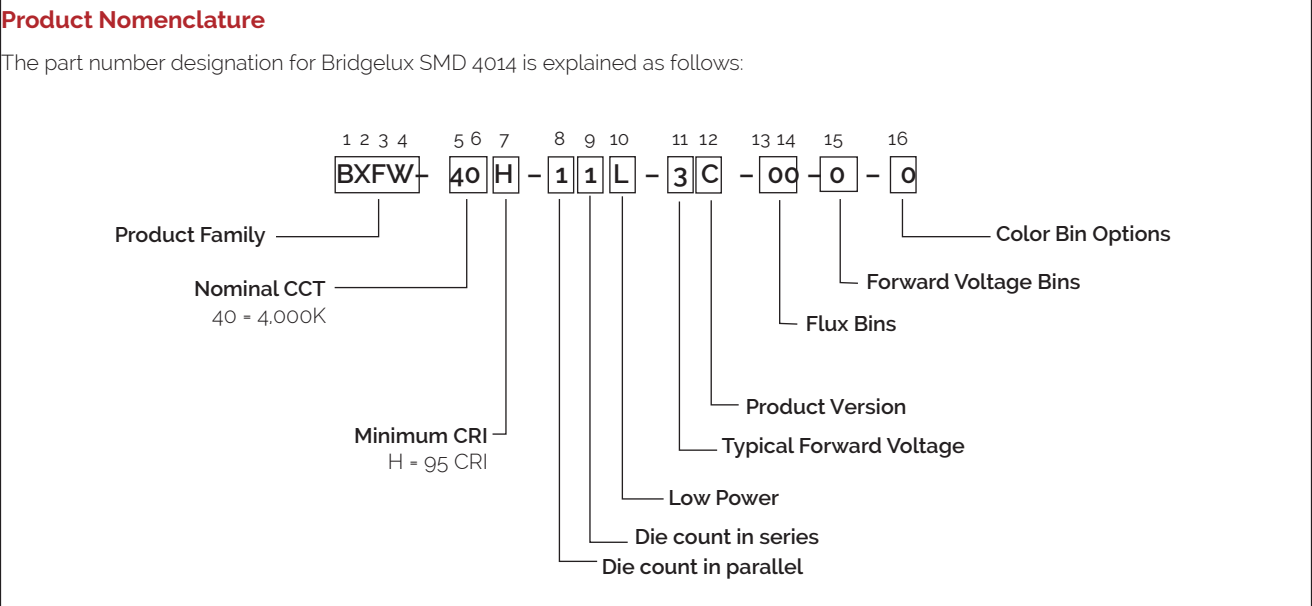 Product Nomenclature
The part number designation for Bridgelux SMD 4014 is explained as follows:
1 2 3 4 5 6 7 8 9 10 11 12 13 14 15 16
BXFW- 40 H - 1 1 L - 3 C - 00 - 0 - 0
Product Family
Color Bin Options
Nominal CCT
40 = 4,000K
Forward Voltage Bins
Flux Bins
Product Version
Minimum CRI
H = 95 CRI
Typical Forward Voltage
Low Power
Die count in series
Die count in parallel